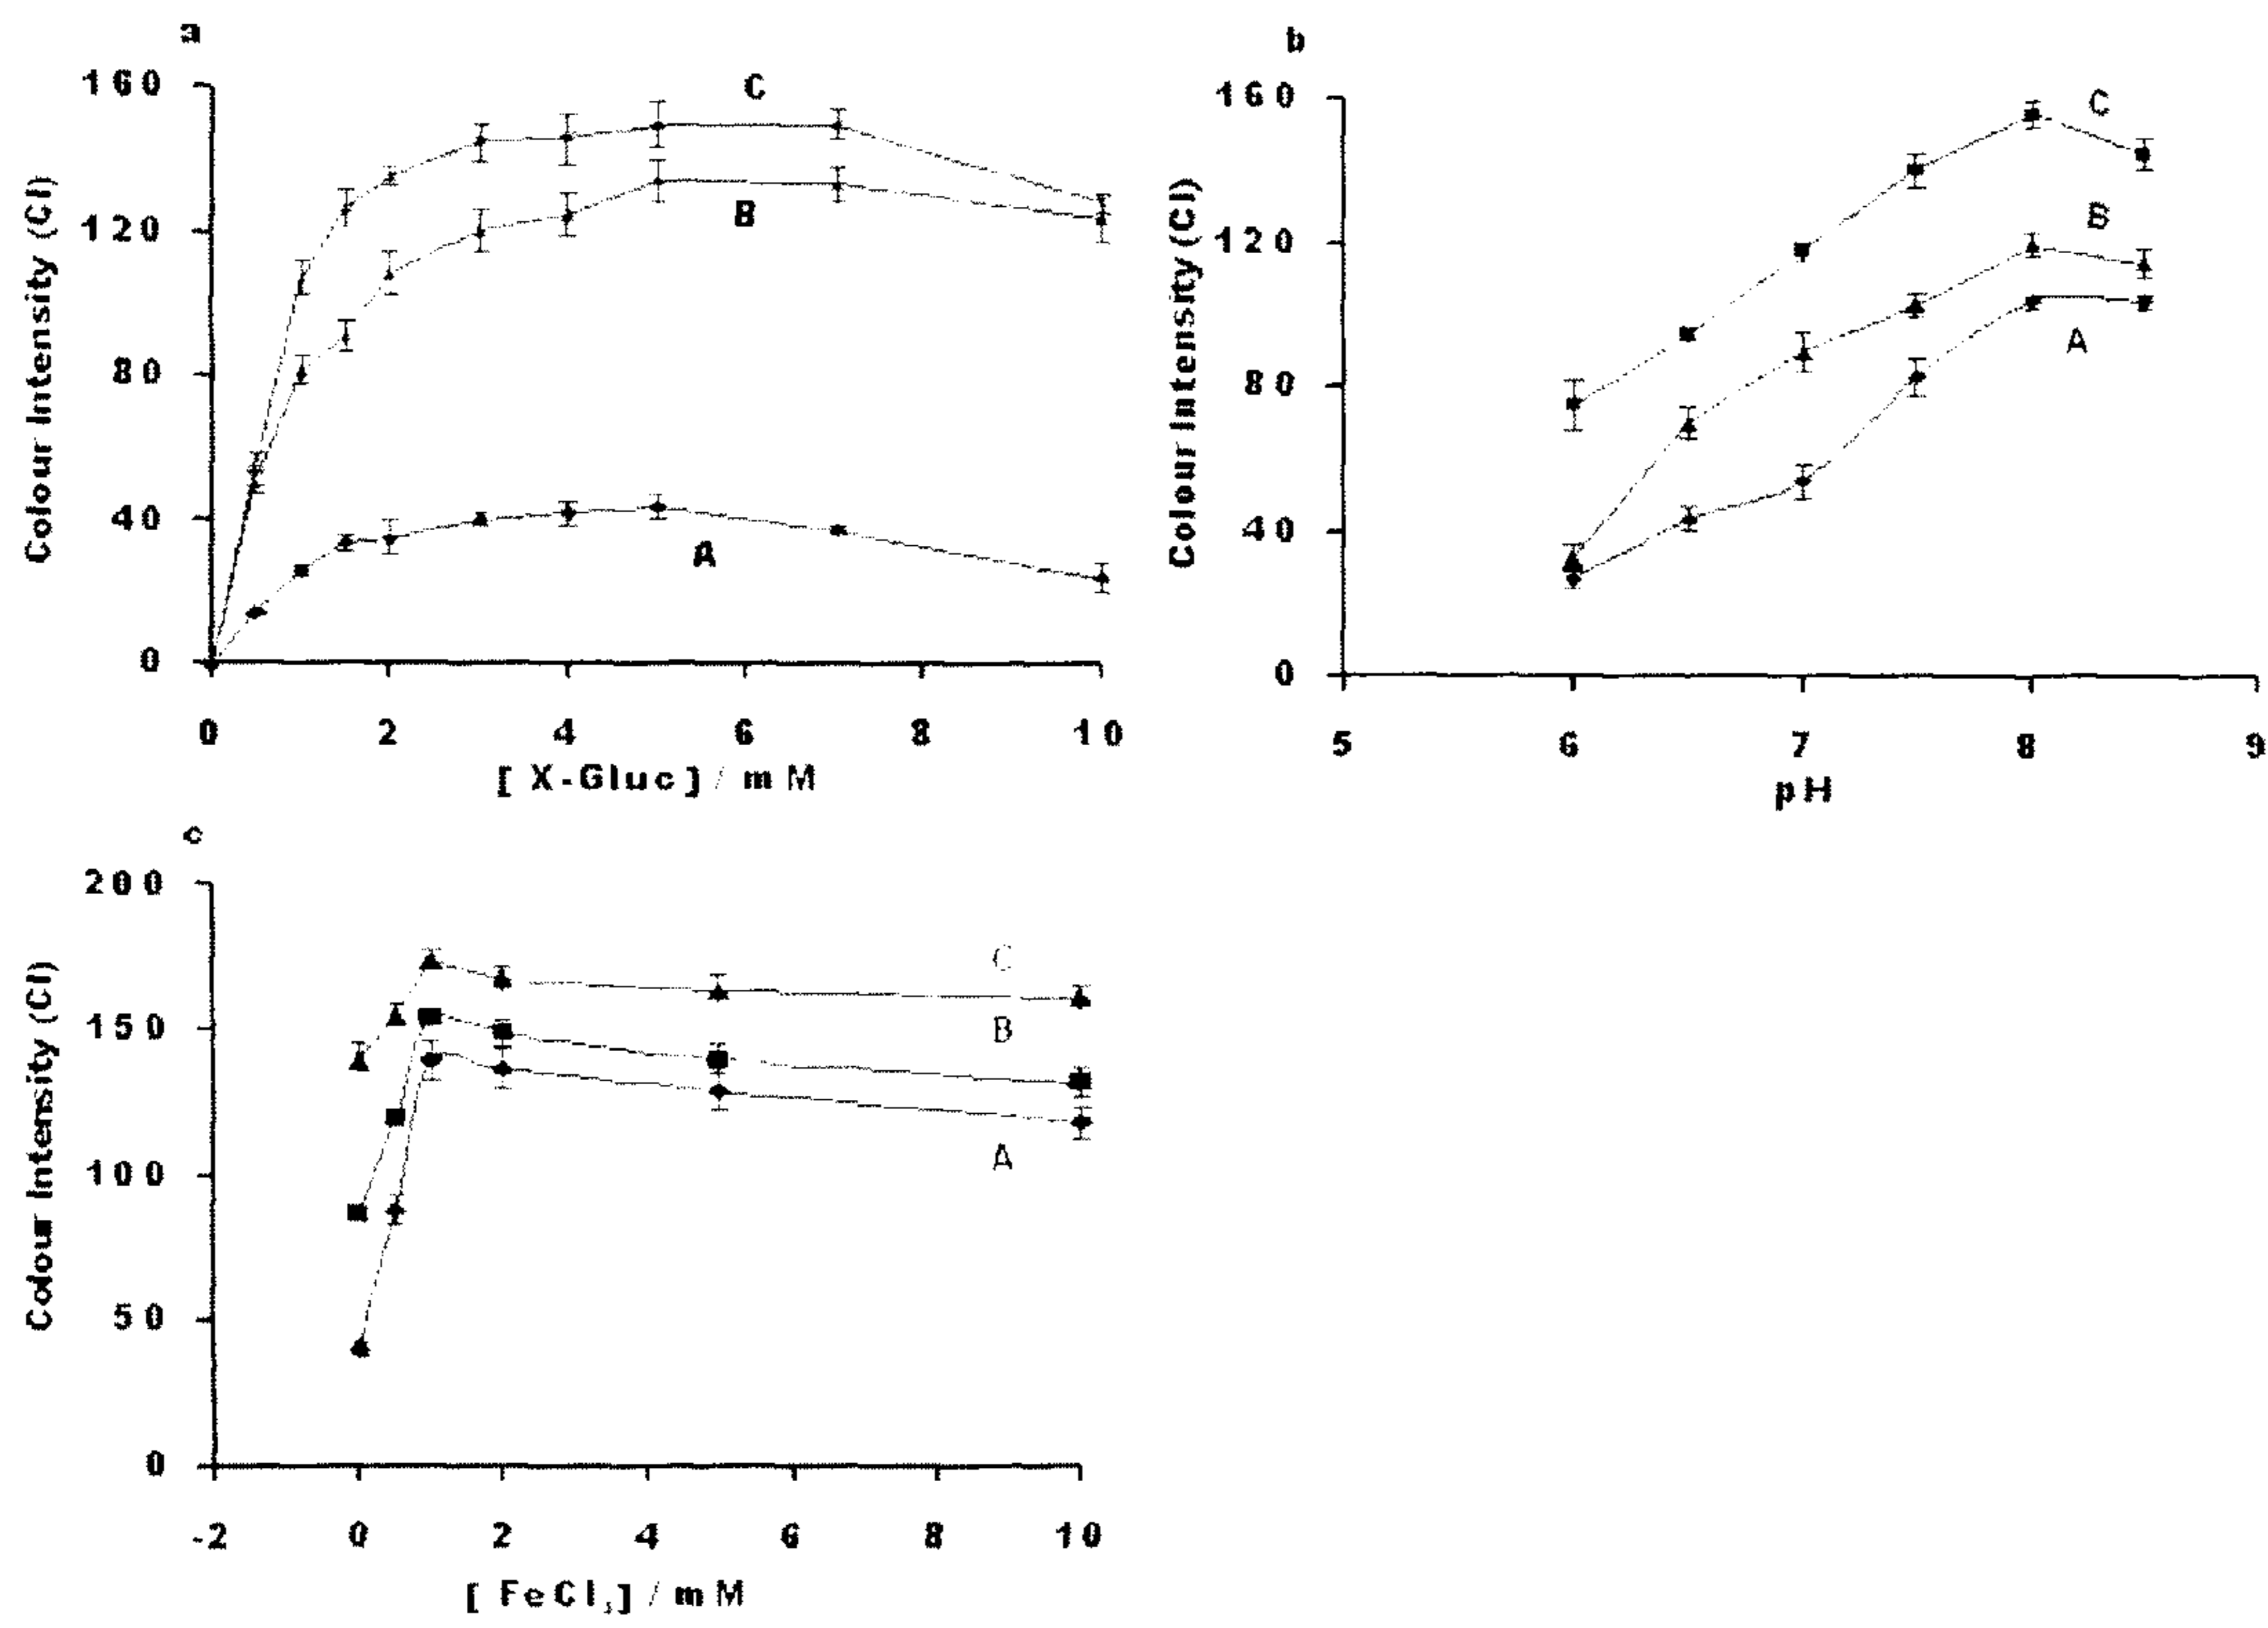 a
160
120
80
40
0
Colour Intensity (CI)
C
B
A
0 2 4 6 8 10
[ X-Gluc ] / mM
b
160
120
80
40
0
Colour Intensity (CI)
C
B
A
5 6 7 8 9
pH
c
200
150
100
50
0
Colour Intensity (CI)
C
B
A
-2 0 2 4 6 8 10
[ FeCl₃] / mM